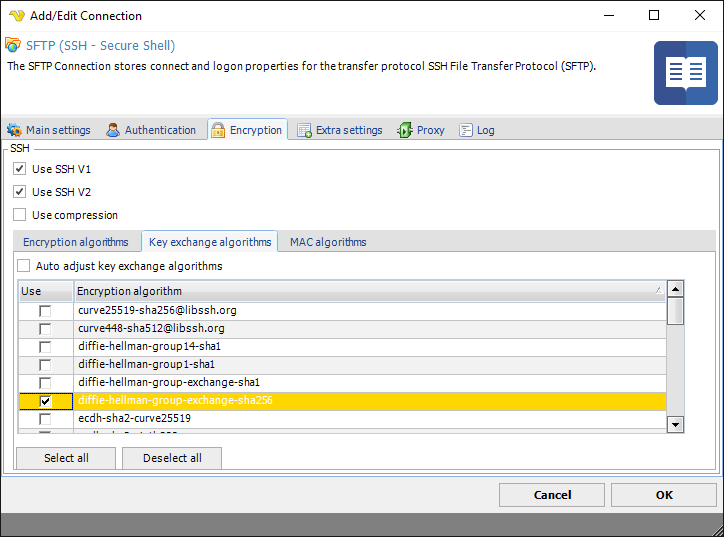 Add/Edit Connection
SFTP (SSH - Secure Shell)
The SFTP Connection stores connect and logon properties for the transfer protocol SSH File Transfer Protocol (SFTP).
Main settings Authentication Encryption Extra settings Proxy Log
SSH
Use SSH V1
Use SSH V2
Use compression
Encryption algorithms Key exchange algorithms MAC algorithms
Auto adjust key exchange algorithms
Use Encryption algorithm
curve25519-sha256@libssh.org
curve448-sha512@libssh.org
diffie-hellman-group14-sha1
diffie-hellman-group1-sha1
diffie-hellman-group-exchange-sha1
diffie-hellman-group-exchange-sha256
ecdh-sha2-curve25519
Select all Deselect all
Cancel OK